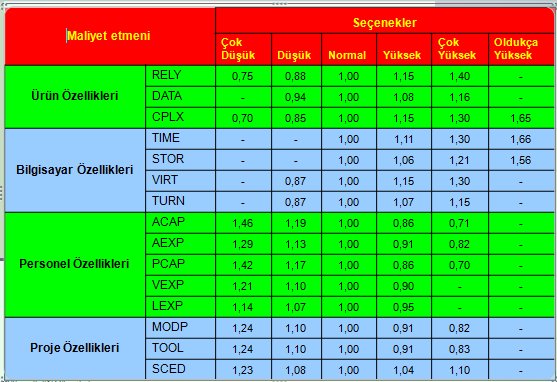 Maliyet etmeni Seçenekler
Çok Düşük Düşük Normal Yüksek Çok Yüksek Oldukça Yüksek
Ürün Özellikleri RELY 0,75 0,88 1,00 1,15 1,40 -
DATA - 0,94 1,00 1,08 1,16 -
CPLX 0,70 0,85 1,00 1,15 1,30 1,65
Bilgisayar Özellikleri TIME - - 1,00 1,11 1,30 1,66
STOR - - 1,00 1,06 1,21 1,56
VIRT - 0,87 1,00 1,15 1,30 -
TURN - 0,87 1,00 1,07 1,15 -
Personel Özellikleri ACAP 1,46 1,19 1,00 0,86 0,71 -
AEXP 1,29 1,13 1,00 0,91 0,82 -
PCAP 1,42 1,17 1,00 0,86 0,70 -
VEXP 1,21 1,10 1,00 0,90 - -
LEXP 1,14 1,07 1,00 0,95 - -
Proje Özellikleri MODP 1,24 1,10 1,00 0,91 0,82 -
TOOL 1,24 1,10 1,00 0,91 0,83 -
SCED 1,23 1,08 1,00 1,04 1,10 -